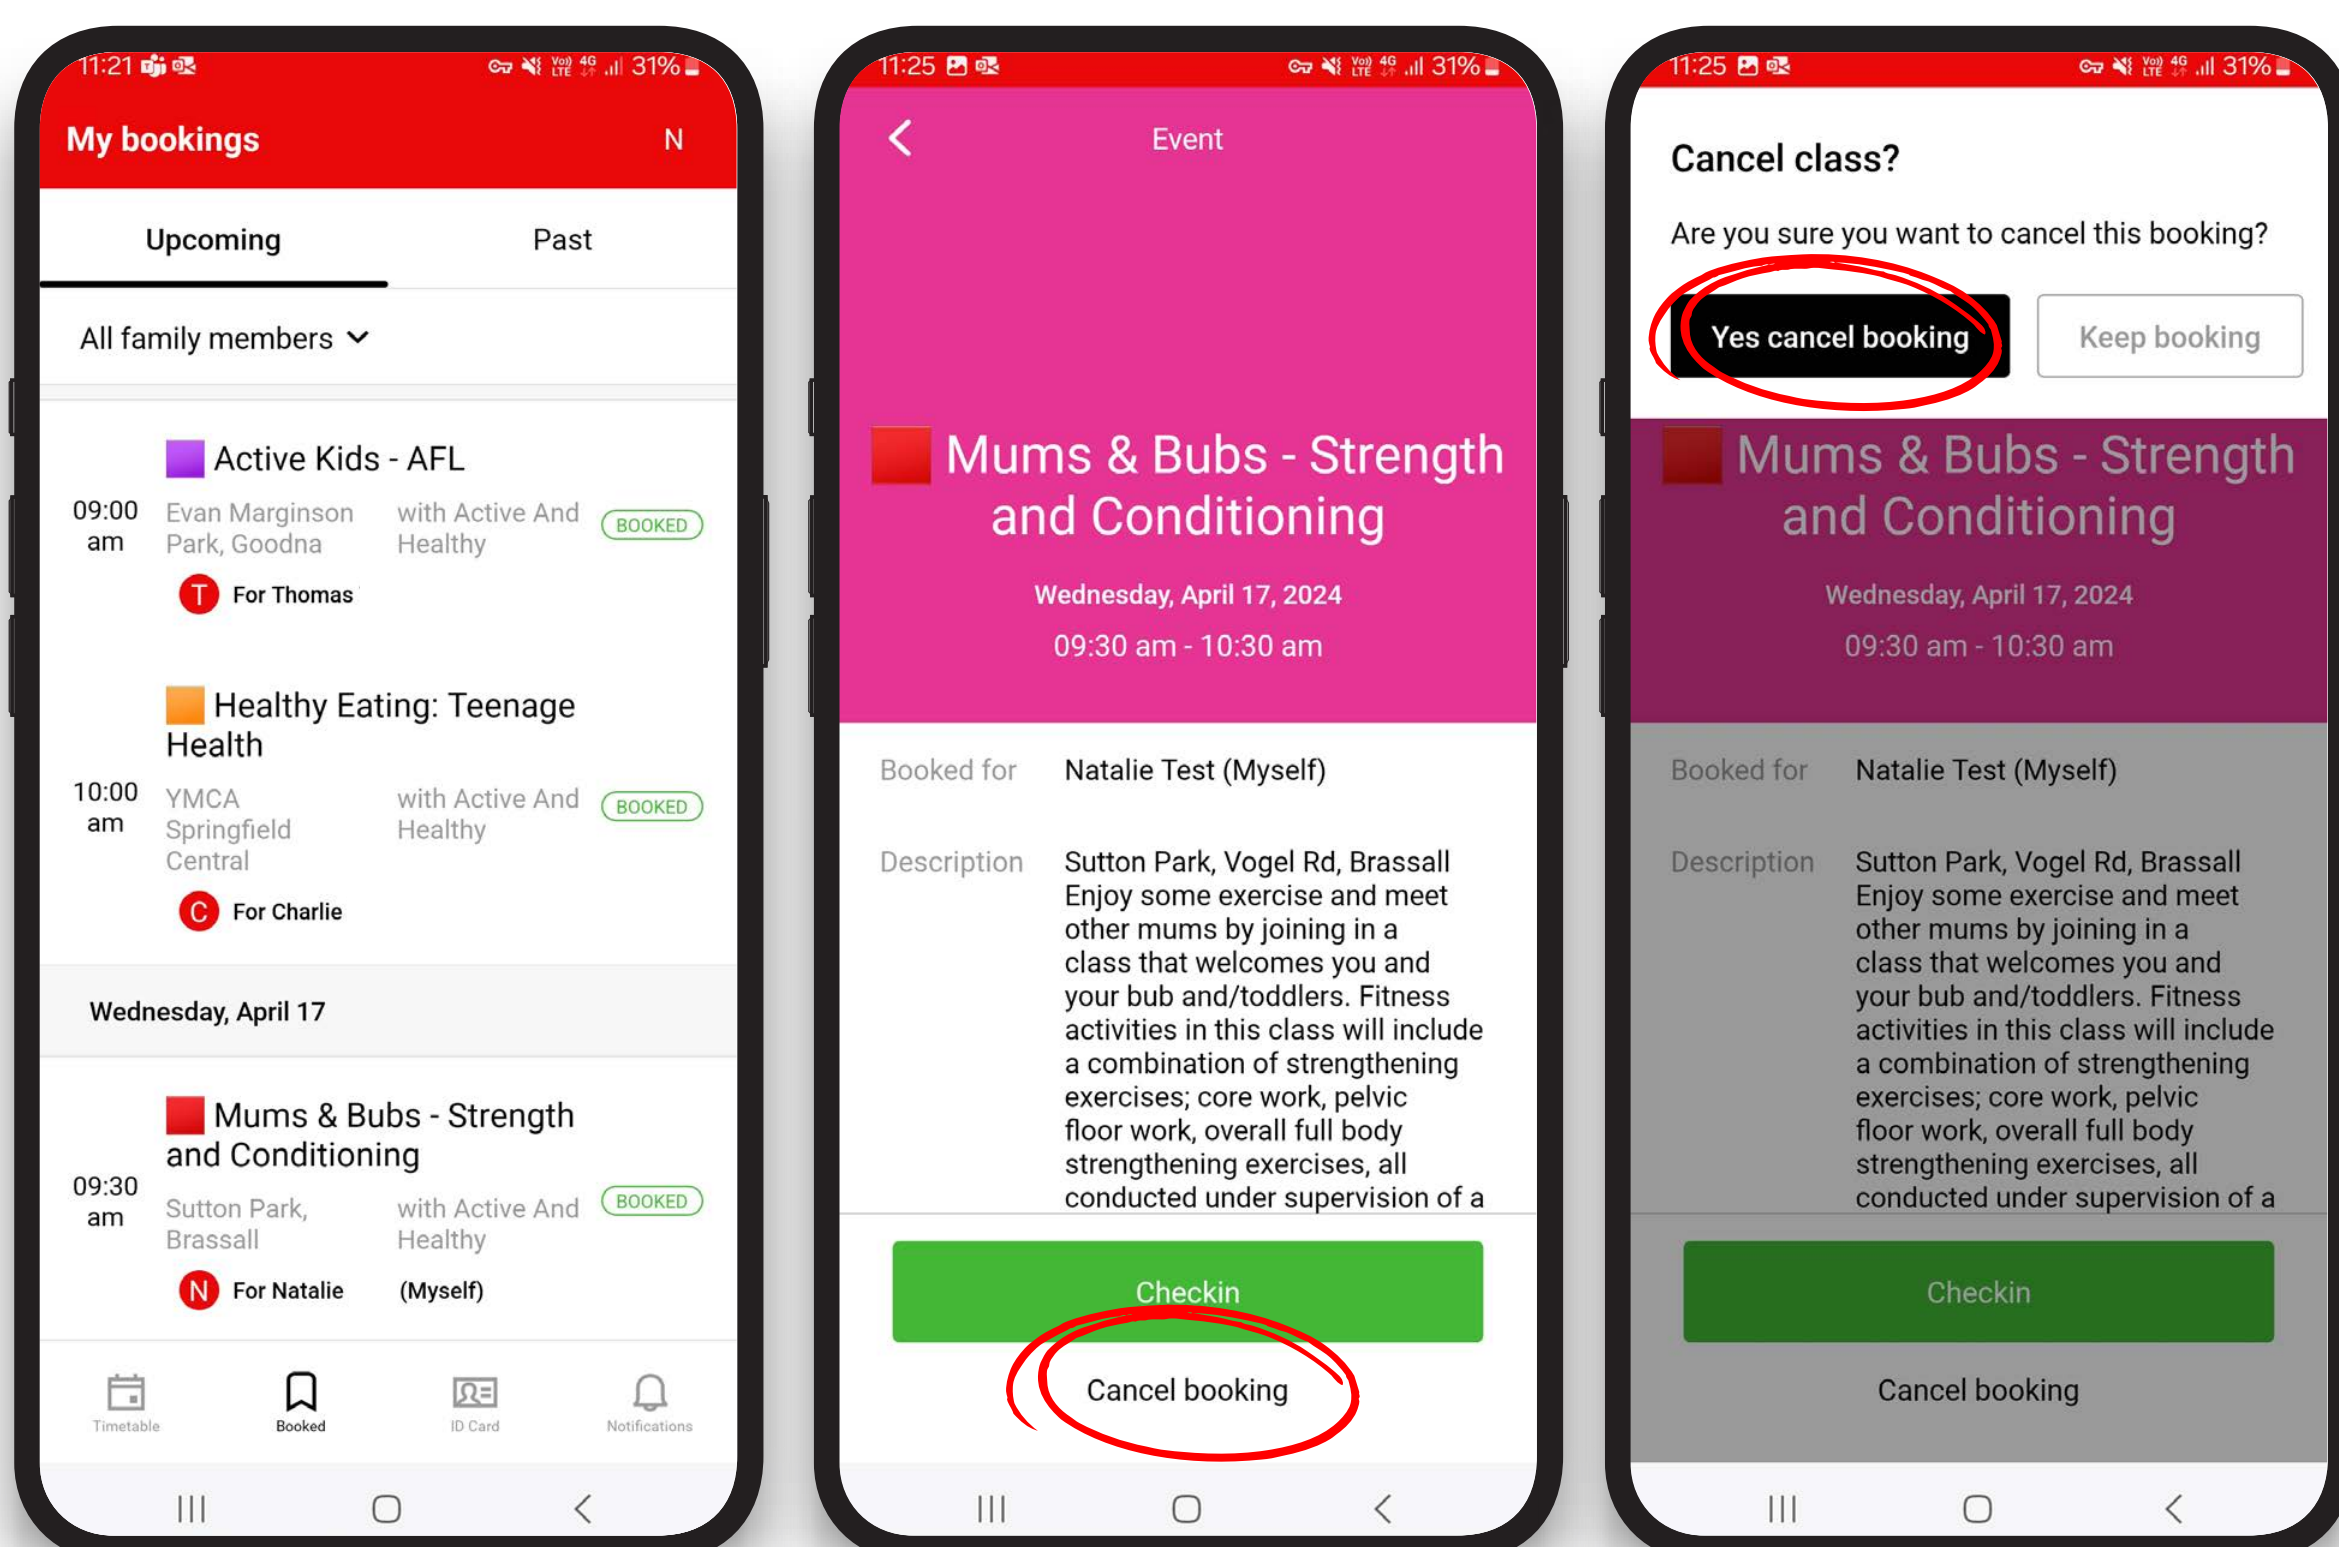 11:21
Vo)) LTE 4G 31%
My bookings N
Upcoming Past
All family members
Active Kids - AFL
09:00 am
Evan Marginson Park, Goodna
with Active And Healthy
BOOKED
T For Thomas
Healthy Eating: Teenage
Health
10:00 am
YMCA Springfield Central
with Active And Healthy
BOOKED
C For Charlie
Wednesday, April 17
Mums & Bubs - Strength
and Conditioning
09:30 am
Sutton Park, Brassall
with Active And Healthy
BOOKED
N For Natalie (Myself)
Timetable Booked ID Card Notifications
11:25
Vo)) LTE 4G 31%
Event
Mums & Bubs - Strength
and Conditioning
Wednesday, April 17, 2024
09:30 am - 10:30 am
Booked for Natalie Test (Myself)
Description Sutton Park, Vogel Rd, Brassall
Enjoy some exercise and meet
other mums by joining in a
class that welcomes you and
your bub and/toddlers. Fitness
activities in this class will include
a combination of strengthening
exercises; core work, pelvic
floor work, overall full body
strengthening exercises, all
conducted under supervision of a
Checkin
Cancel booking
11:25
Vo)) LTE 4G 31%
Cancel class?
Are you sure you want to cancel this booking?
Yes cancel booking Keep booking
Mums & Bubs - Strength
and Conditioning
Wednesday, April 17, 2024
09:30 am - 10:30 am
Booked for Natalie Test (Myself)
Description Sutton Park, Vogel Rd, Brassall
Enjoy some exercise and meet
other mums by joining in a
class that welcomes you and
your bub and/toddlers. Fitness
activities in this class will include
a combination of strengthening
exercises; core work, pelvic
floor work, overall full body
strengthening exercises, all
conducted under supervision of a
Checkin
Cancel booking